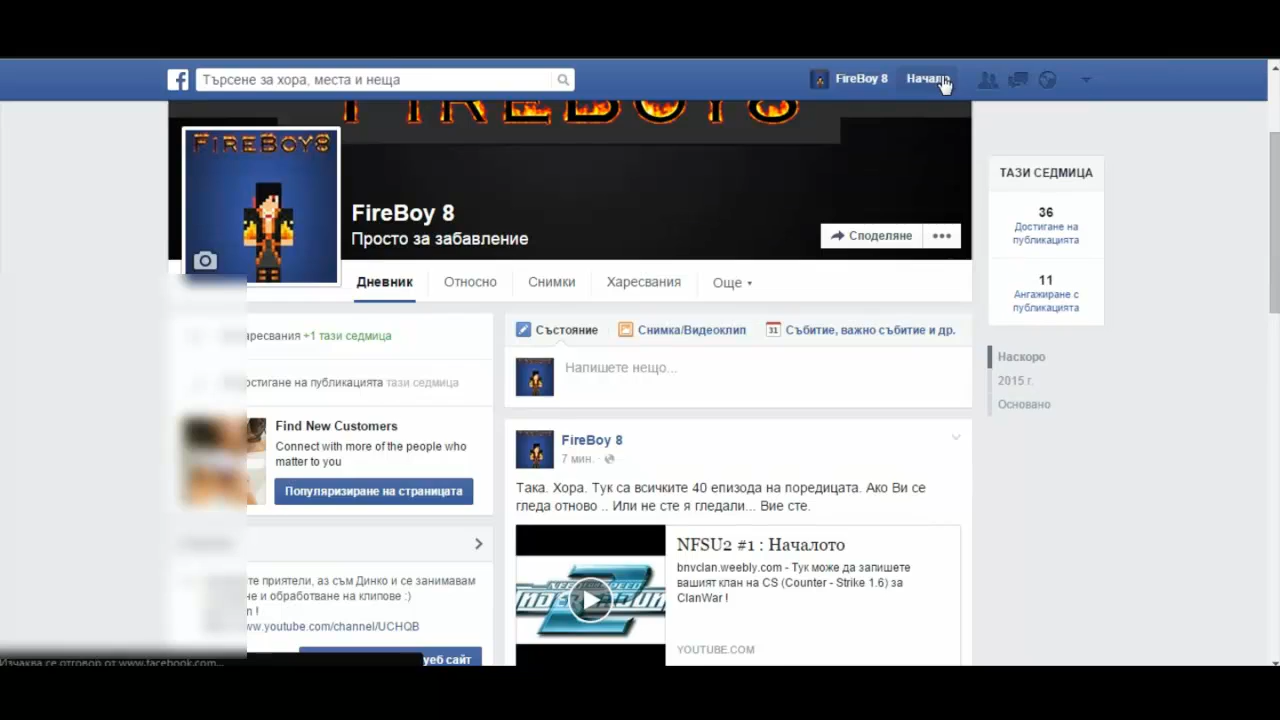 Търсене за хора, места и неща
FireBoy 8
Начало
FIREBOY8
FIREBOY8
FireBoy 8
Просто за забавление
Споделяне
Дневник
Относно
Снимки
Харесвания
Още
ТАЗИ СЕДМИЦА
36
Достигане на
публикацията
11
Ангажиране с
публикацията
Наскоро
2015 г.
Основано
аресвания +1 тази седмица
остигане на публикацията тази седмица
Find New Customers
Connect with more of the people who
matter to you
Популяризиране на страницата
те приятели, аз съм Динко и се занимавам
не и обработване на клипове :)
n !
ww.youtube.com/channel/UCHQB
уеб сайт
Състояние
Снимка/Видеоклип
31
Събитие, важно събитие и др.
Напишете нещо...
FireBoy 8
7 мин.
Така. Хора. Тук са всичките 40 епизода на поредицата. Ако Ви се
гледа отново .. Или не сте я гледали... Вие сте.
NFSU2 #1 : Началото
bnvclan.weebly.com - Тук може да запишете
вашият клан на CS (Counter - Strike 1.6) за
ClanWar !
YOUTUBE.COM
Изчаква се отговор от www.facebook.com...